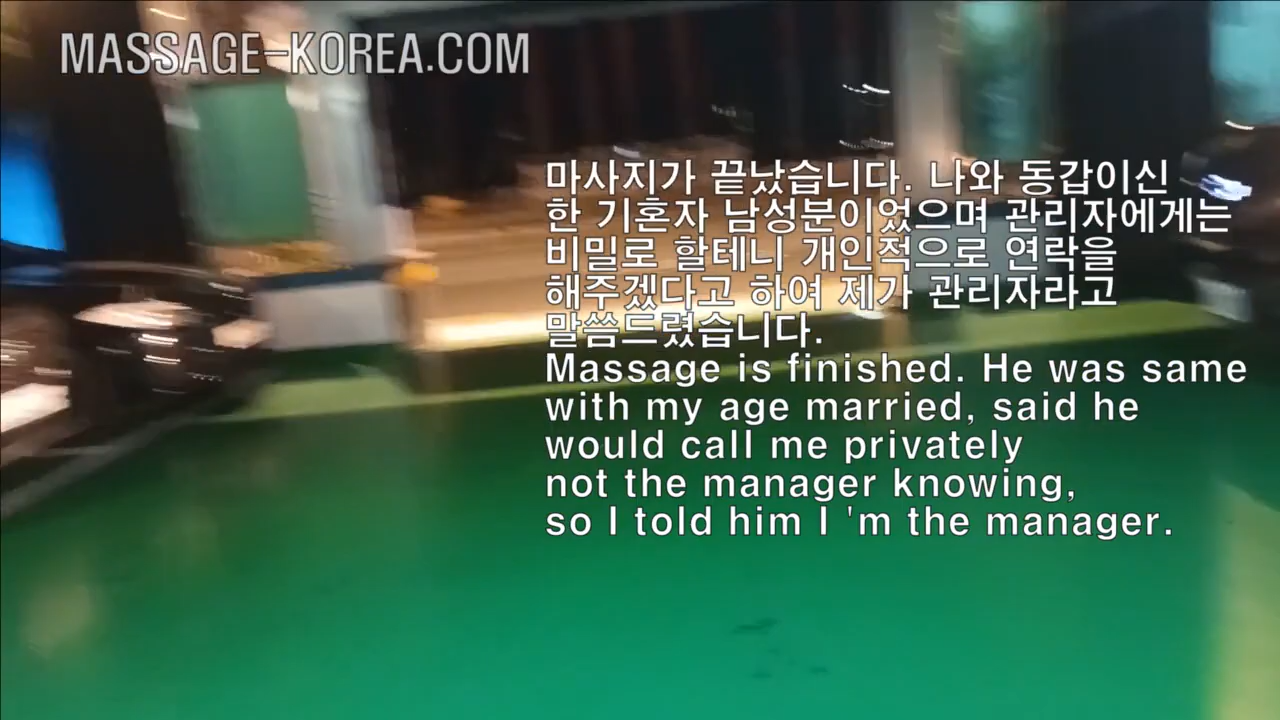 MASSAGE-KOREA.COM
마사지가 끝났습니다. 나와 동갑이신
한 기혼자 남성분이었으며 관리자에게는
비밀로 할테니 개인적으로 연락을
해주겠다고 하여 제가 관리자라고
말씀드렸습니다.
Massage is finished. He was same
with my age married, said he
would call me privately
not the manager knowing,
so I told him I 'm the manager.